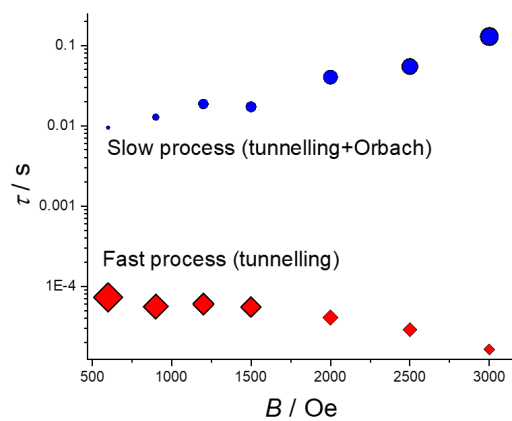 0.1
0.01
Slow process (tunnelling+Orbach)
τ / s
0.001
Fast process (tunnelling)
1E-4
500 1000 1500 2000 2500 3000
B / Oe